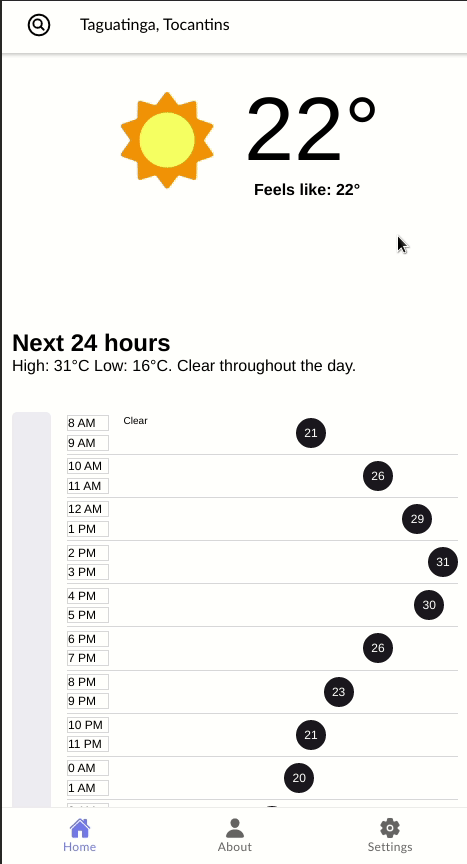 Taguatinga, Tocantins
22°
Feels like: 22°
Next 24 hours
High: 31°C Low: 16°C. Clear throughout the day.
8 AM Clear
21
9 AM
10 AM
26
11 AM
12 AM
29
1 PM
2 PM
31
3 PM
4 PM
30
5 PM
6 PM
26
7 PM
8 PM
23
9 PM
10 PM
21
11 PM
0 AM
20
1 AM
Home About Settings